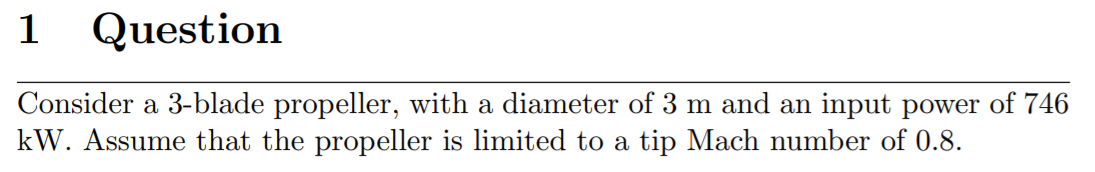 1 Question
Consider a 3-blade propeller, with a diameter of 3 m and an input power of 746
kW. Assume that the propeller is limited to a tip Mach number of 0.8.